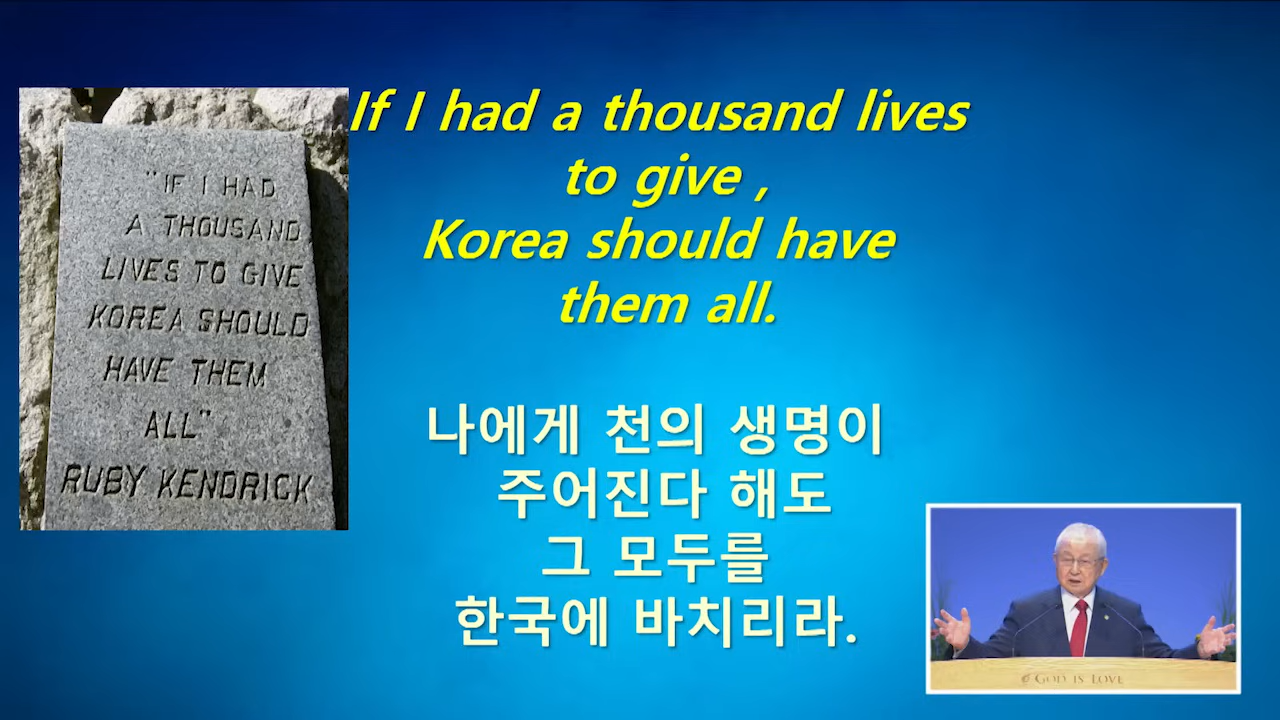 "IF I HAD
A THOUSAND
LIVES TO GIVE
KOREA SHOULD
HAVE THEM
ALL"
RUBY KENDRICK
If I had a thousand lives
to give ,
Korea should have
them all.
나에게 천의 생명이
주어진다 해도
그 모두를
한국에 바치리라.
GOD IS LOVE